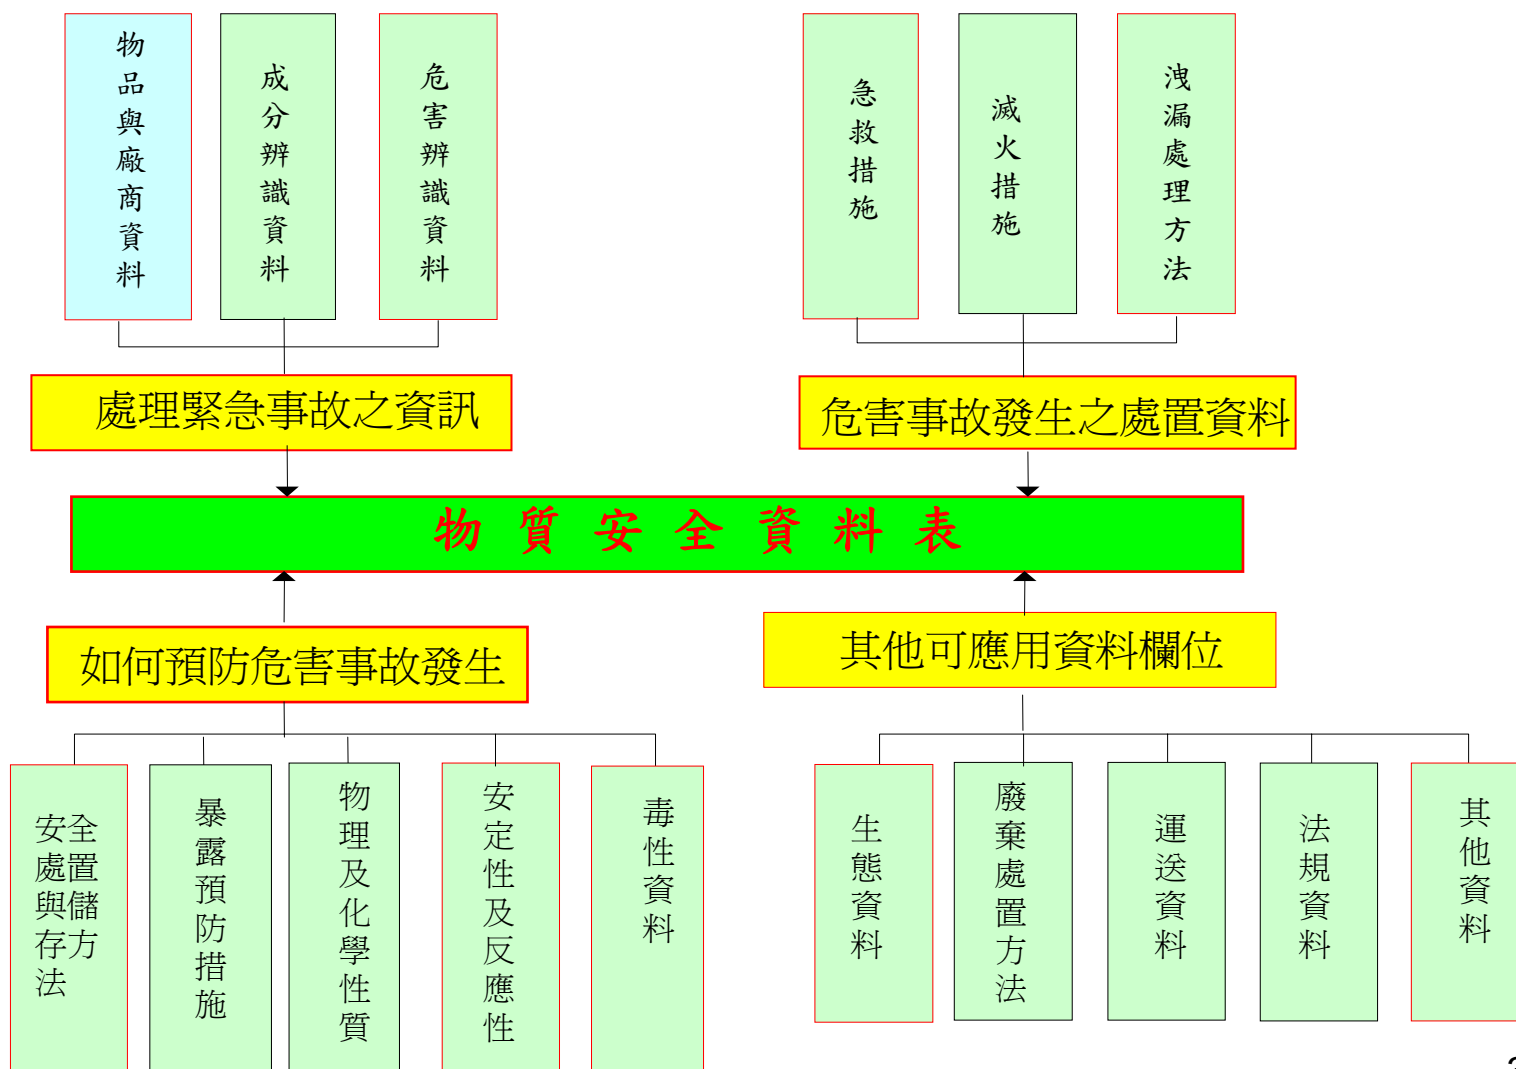 物品與廠商資料
成分辨識資料
危害辨識資料
急救措施
滅火措施
洩漏處理方法
處理緊急事故之資訊
危害事故發生之處置資料
物質安全資料表
如何預防危害事故發生
其他可應用資料欄位
安全處置與儲存方法
暴露預防措施
物理及化學性質
安定性及反應性
毒性資料
生態資料
廢棄處置方法
運送資料
法規資料
其他資料